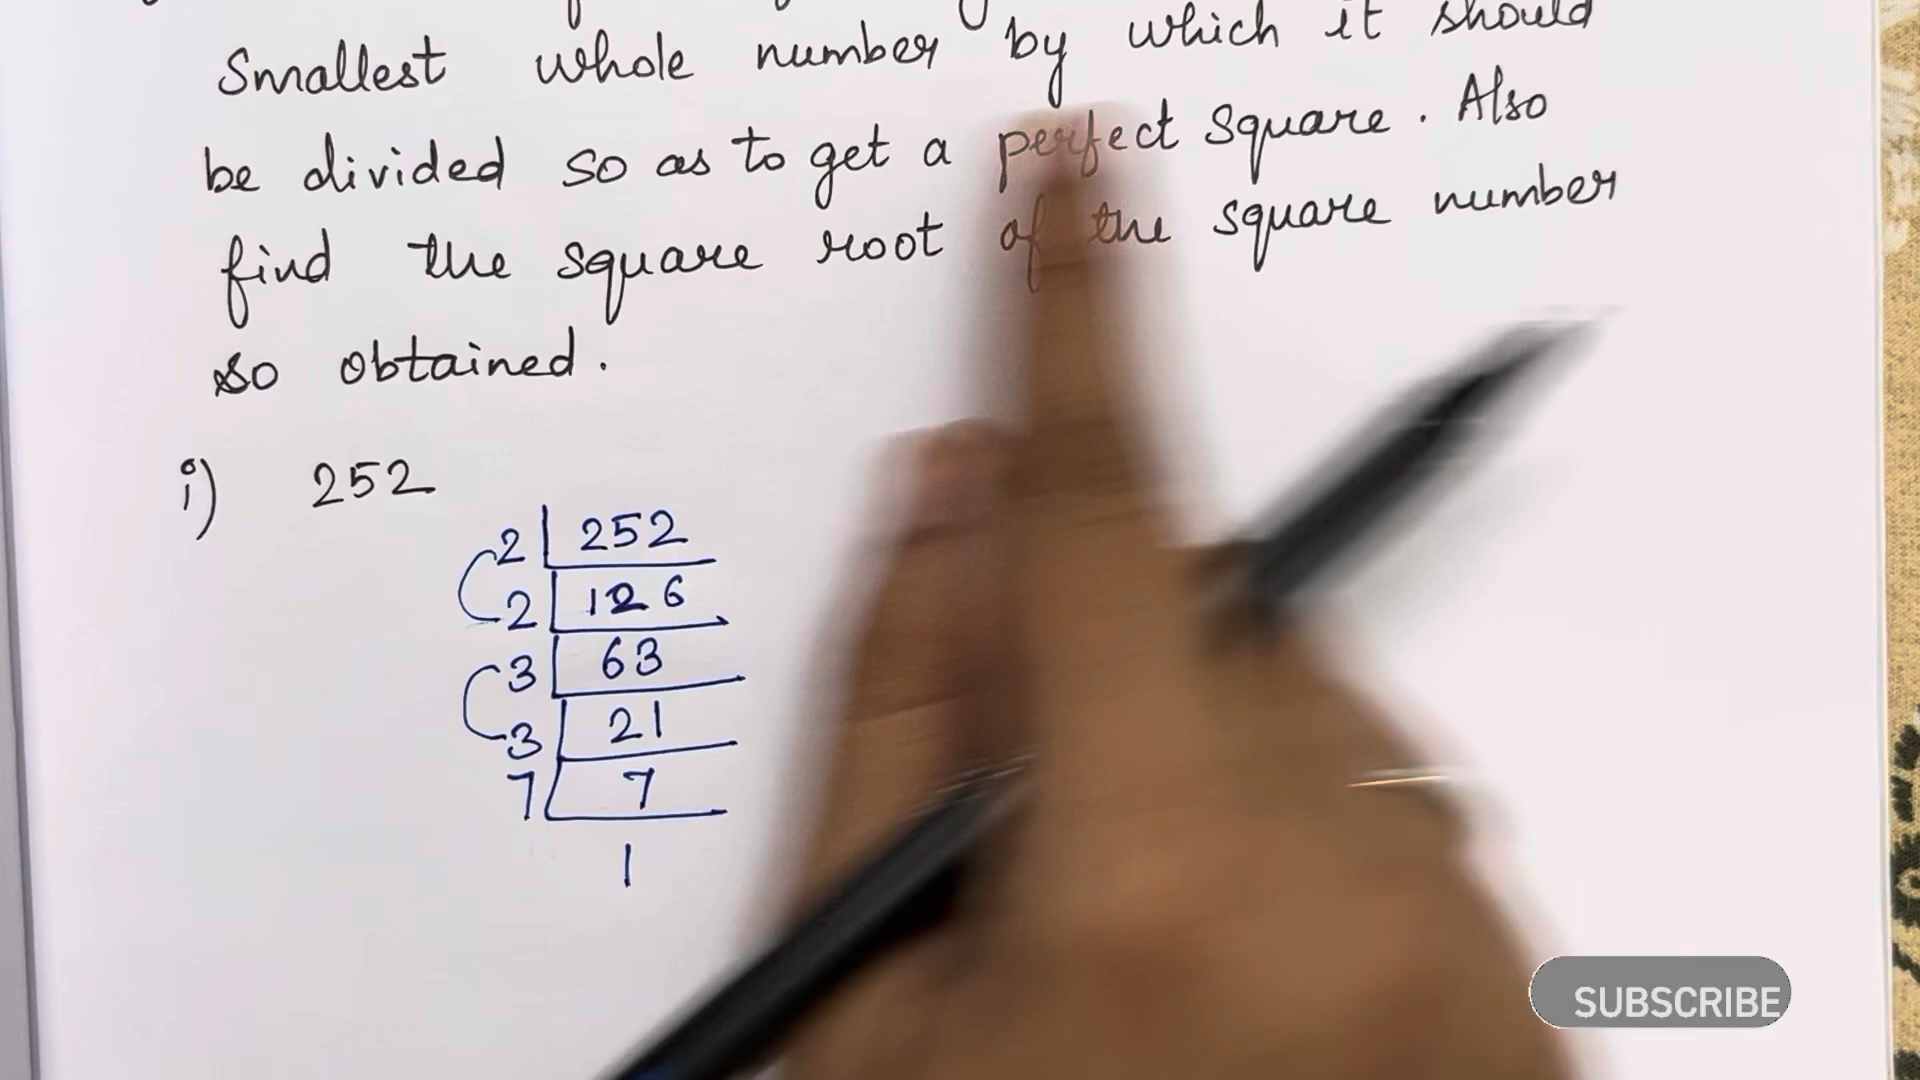 Smallest whole number by which it should
be divided so as to get a perfect square. Also
find the square root of the square number
so obtained.
i) 252
2 252
2 126
3 63
3 21
7 7
1
SUBSCRIBE